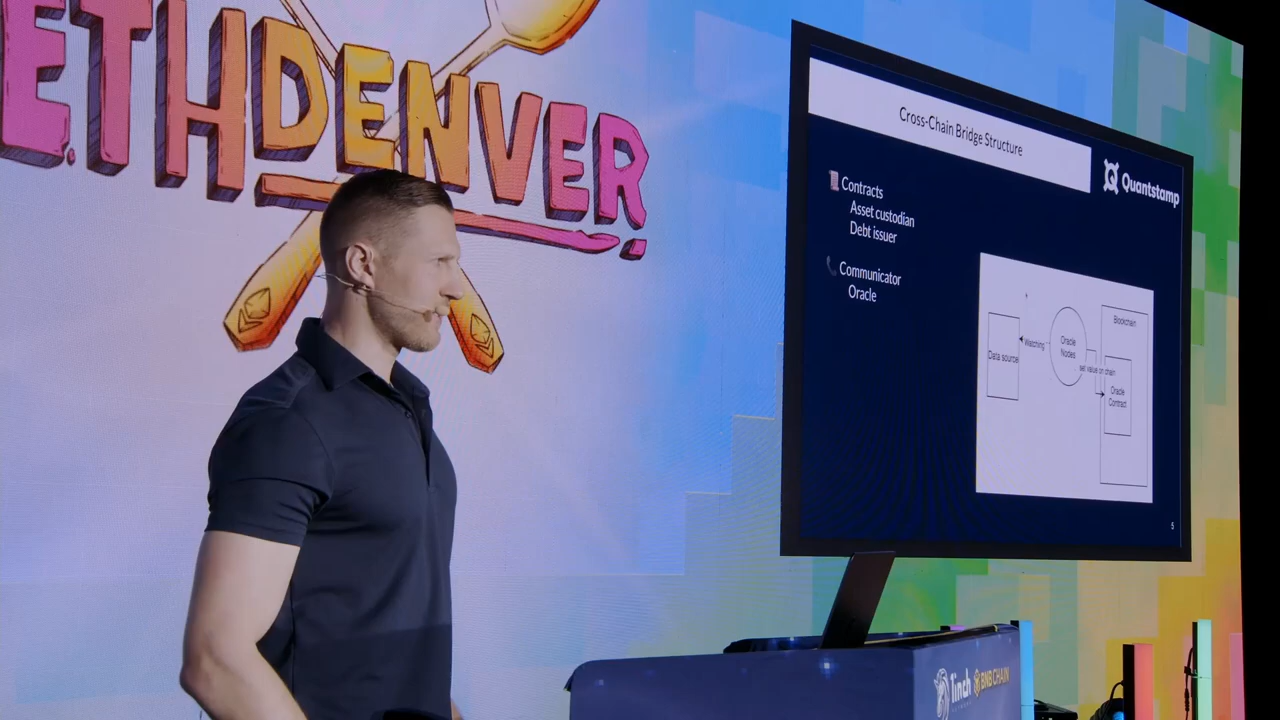 ETHDENVER
Cross-Chain Bridge Structure
Quantstamp
Contracts
Asset custodian
Debt issuer
Communicator
Oracle
Data source
Watching
Oracle
Nodes
set value on chain
Blockchain
Oracle
Contract
5
1inch
NETWORK
BNB CHAIN